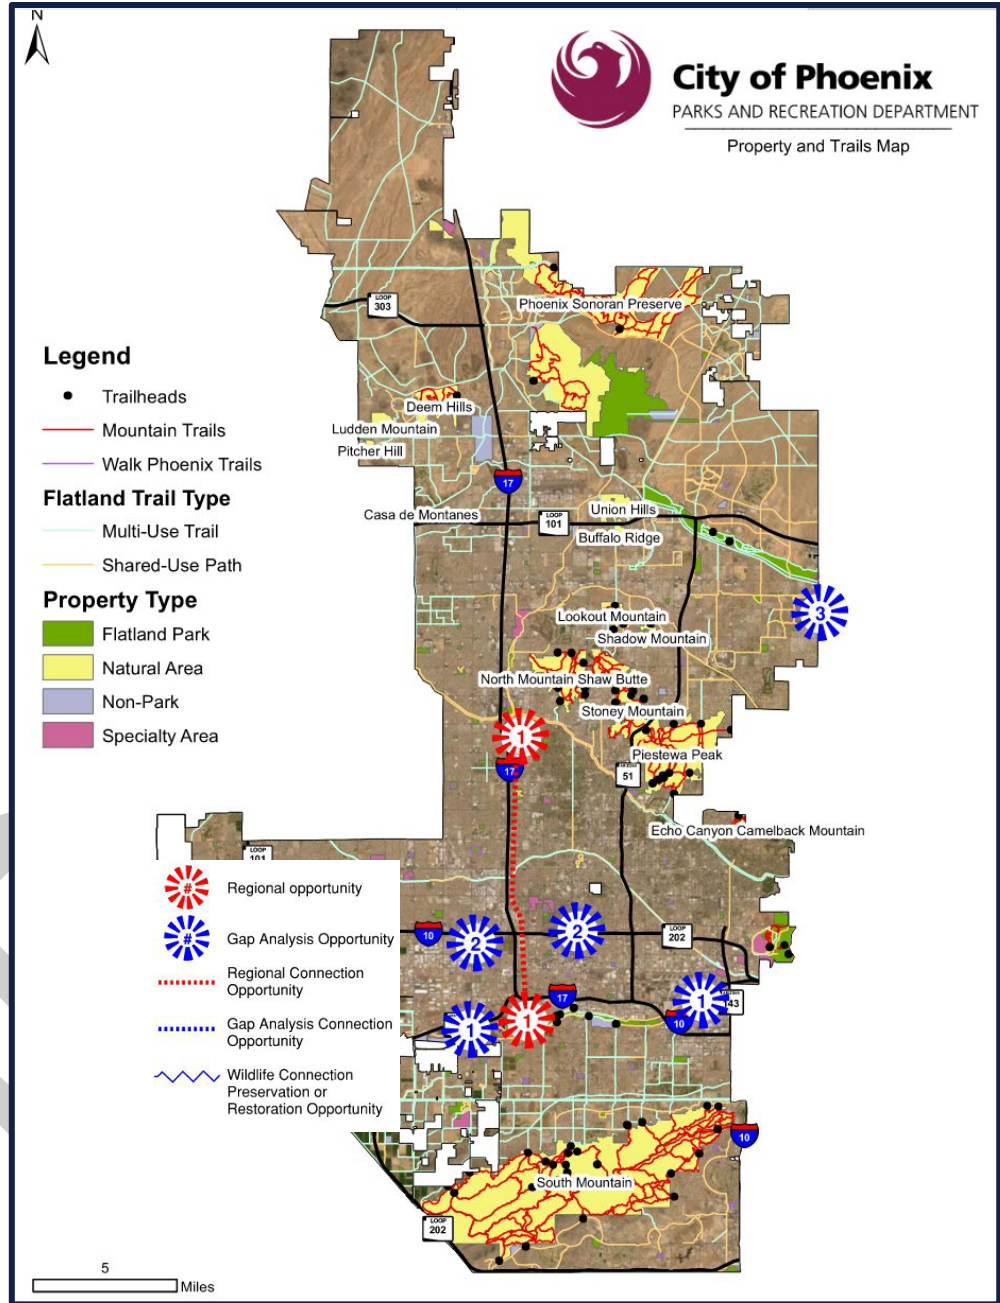 N
City of Phoenix
PARKS AND RECREATION DEPARTMENT
Property and Trails Map
LOOP
303
Phoenix Sonoran Preserve
Legend
Trailheads
Mountain Trails
Walk Phoenix Trails
Flatland Trail Type
Multi-Use Trail
Shared-Use Path
Property Type
Flatland Park
Natural Area
Non-Park
Specialty Area
Deem Hills
Ludden Mountain
Pitcher Hill
17
Casa de Montanes
LOOP
101
Union Hills
Buffalo Ridge
3
Lookout Mountain
Shadow Mountain
North Mountain Shaw Butte
Stoney Mountain
1
Piestewa Peak
17
51
Echo Canyon Camelback Mountain
LOOP
101
#
Regional opportunity
#
Gap Analysis Opportunity
Regional Connection
Opportunity
Gap Analysis Connection
Opportunity
Wildlife Connection
Preservation or
Restoration Opportunity
10
2
2
202
17
1
43
1
1
10
10
South Mountain
LOOP
202
5
Miles